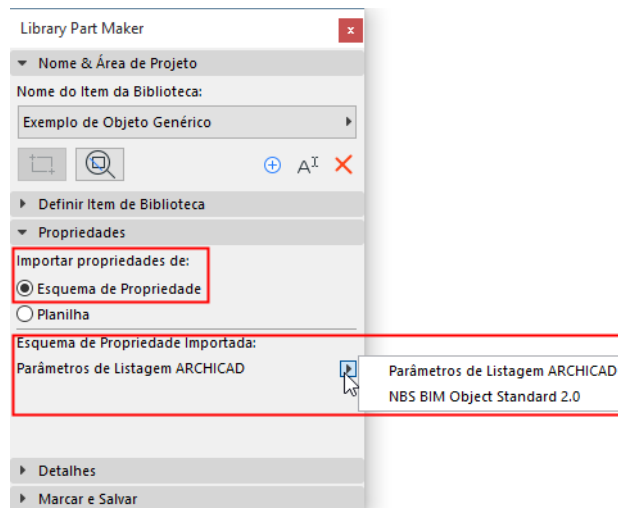 Library Part Maker
x
Nome & Área de Projeto
Nome do Item da Biblioteca:
Exemplo de Objeto Genérico
Definir Item de Biblioteca
Propriedades
Importar propriedades de:
Esquema de Propriedade
Planilha
Esquema de Propriedade Importada:
Parâmetros de Listagem ARCHICAD
Parâmetros de Listagem ARCHICAD
NBS BIM Object Standard 2.0
Detalhes
Marcar e Salvar